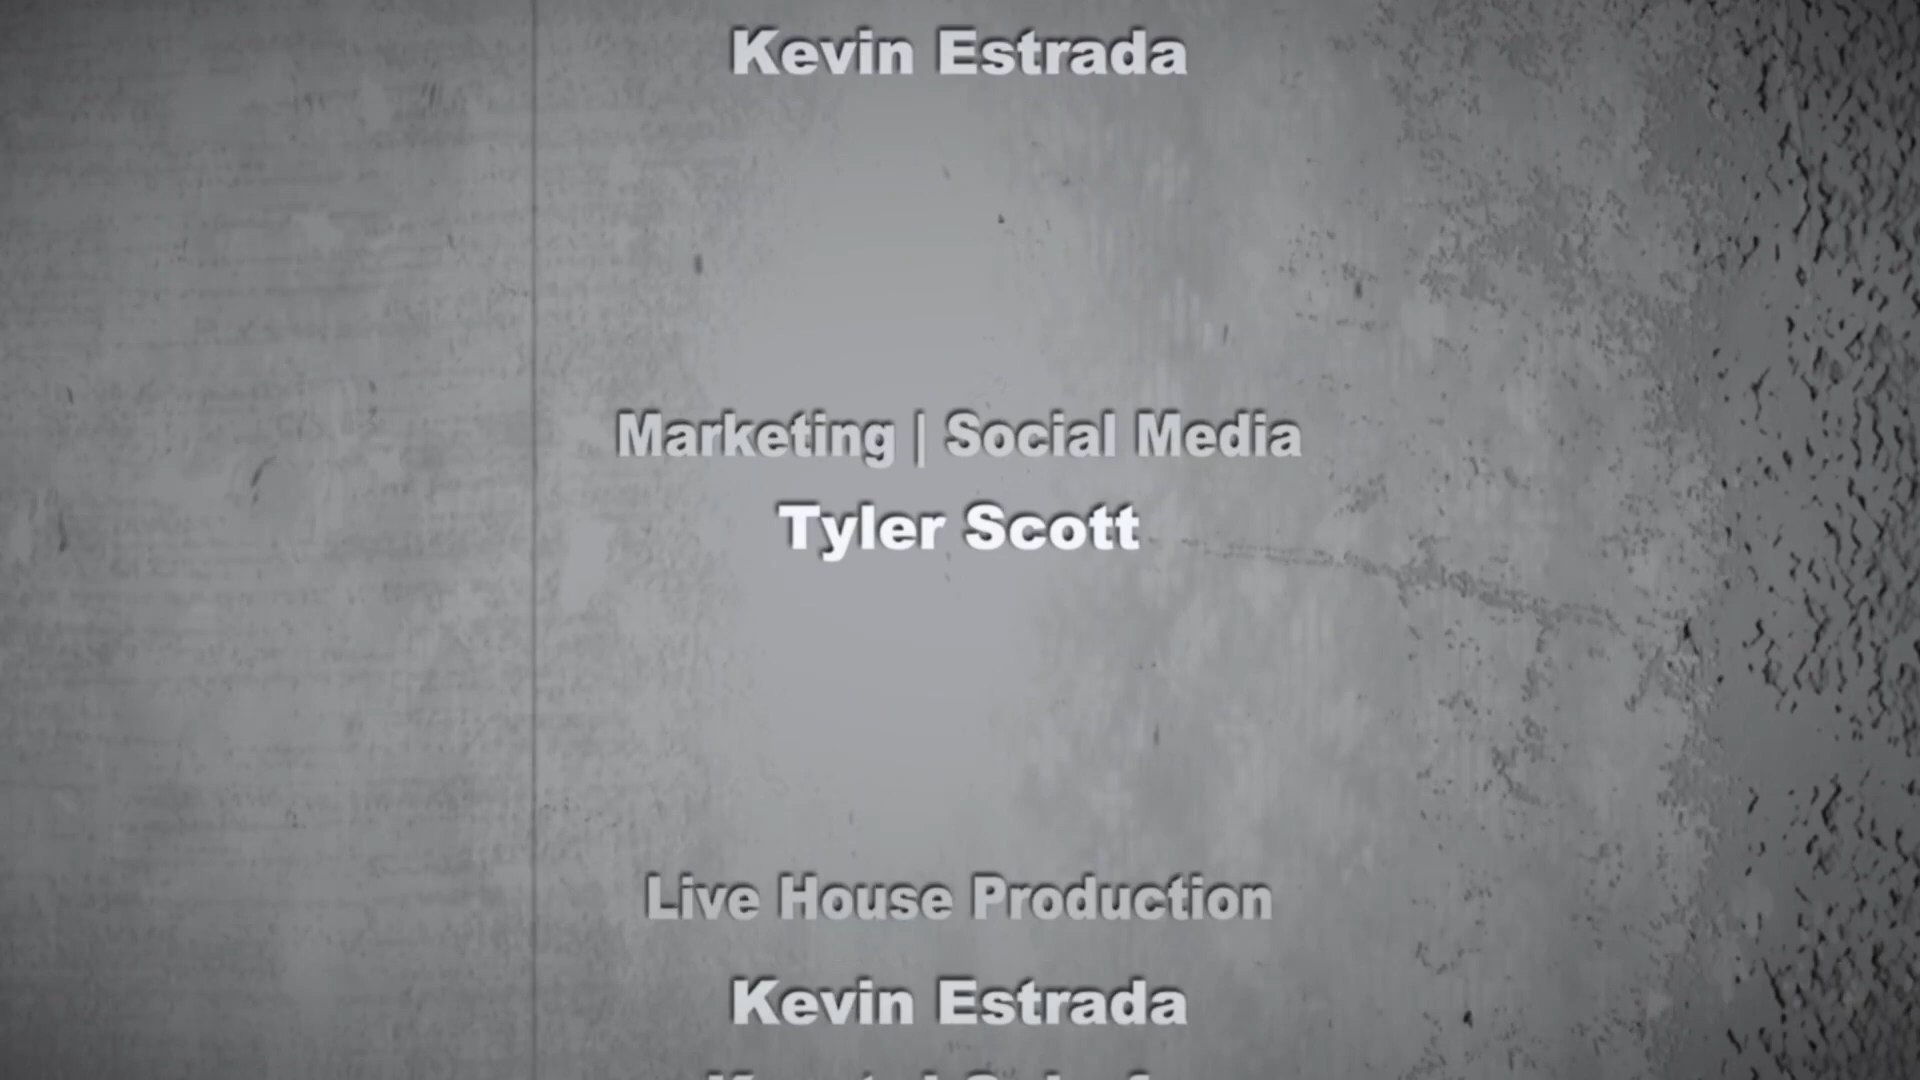 Kevin Estrada
Marketing | Social Media
Tyler Scott
Live House Production
Kevin Estrada